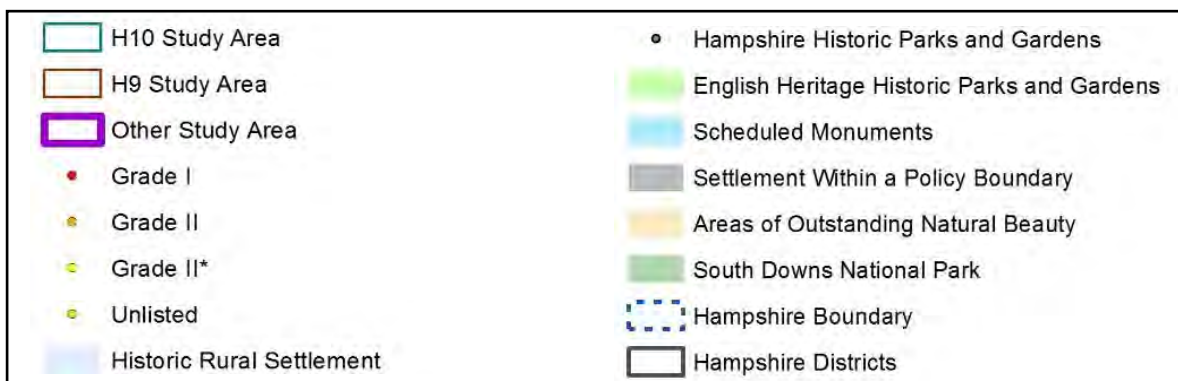 H10 Study Area
H9 Study Area
Other Study Area
Grade I
Grade II
Grade II*
Unlisted
Historic Rural Settlement
Hampshire Historic Parks and Gardens
English Heritage Historic Parks and Gardens
Scheduled Monuments
Settlement Within a Policy Boundary
Areas of Outstanding Natural Beauty
South Downs National Park
Hampshire Boundary
Hampshire Districts